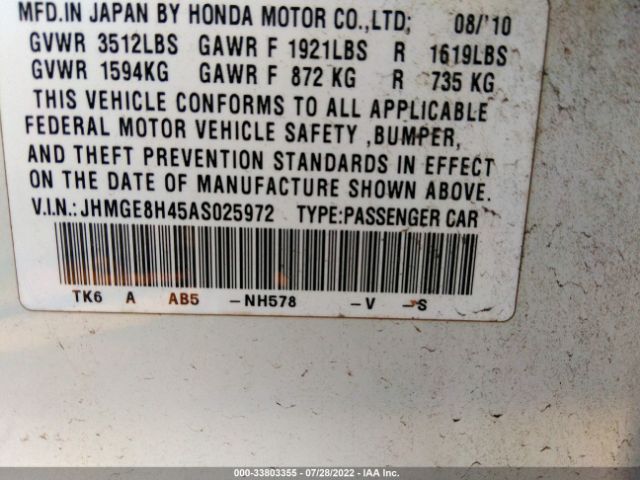 MFD.IN JAPAN BY HONDA MOTOR CO.,LTD; 08/'10
GVWR 3512LBS GAWR F 1921LBS R 1619LBS
GVWR 1594KG GAWR F 872 KG R 735 KG
THIS VEHICLE CONFORMS TO ALL APPLICABLE
FEDERAL MOTOR VEHICLE SAFETY ,BUMPER,
AND THEFT PREVENTION STANDARDS IN EFFECT
ON THE DATE OF MANUFACTURE SHOWN ABOVE.
V.I.N.:JHMGE8H45AS025972 TYPE:PASSENGER CAR
TK6 A AB5 -NH578 -V -S
000-33803355 - 07/28/2022 - IAA Inc.